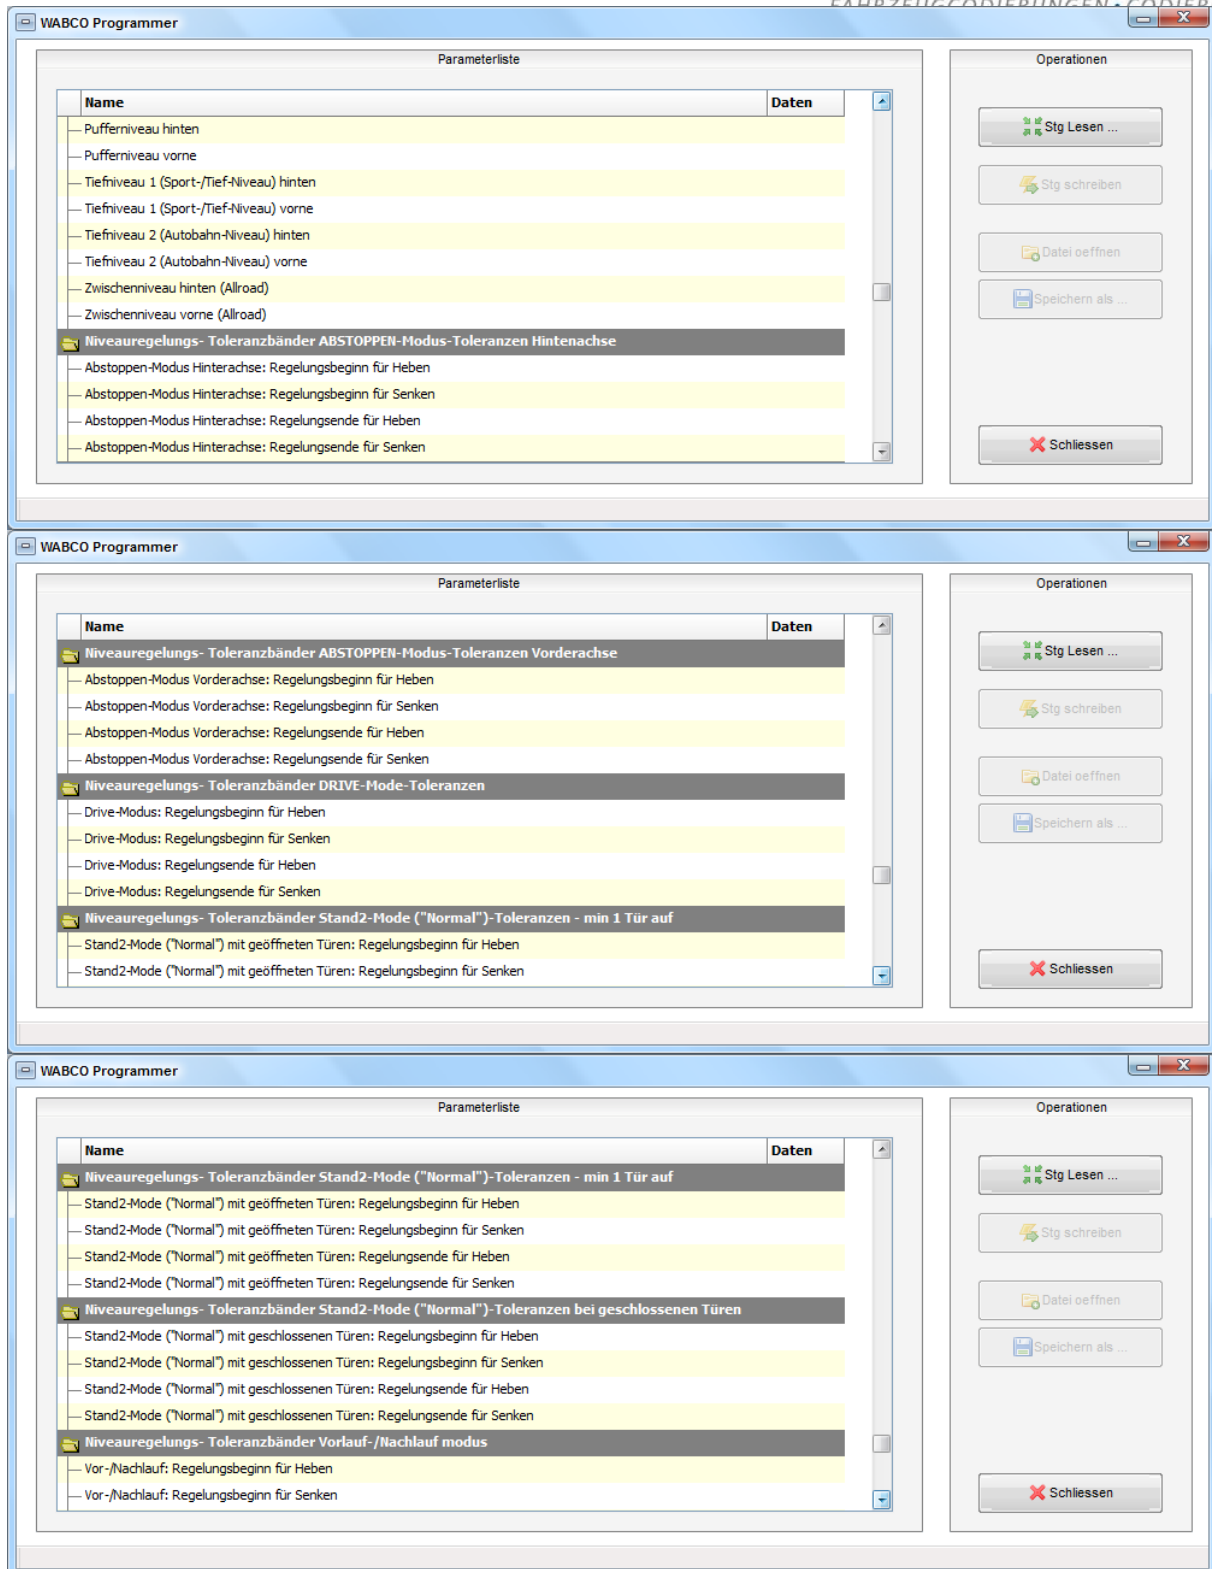 FAHRZEUGCODIERUNGEN • CODIER
WABCO Programmer
Parameterliste
Name Daten
Pufferniveau hinten
Pufferniveau vorne
Tiefniveau 1 (Sport-/Tief-Niveau) hinten
Tiefniveau 1 (Sport-/Tief-Niveau) vorne
Tiefniveau 2 (Autobahn-Niveau) hinten
Tiefniveau 2 (Autobahn-Niveau) vorne
Zwischenniveau hinten (Allroad)
Zwischenniveau vorne (Allroad)
Niveauregelungs- Toleranzbänder ABSTOPPEN-Modus-Toleranzen Hintenachse
Abstoppen-Modus Hinterachse: Regelungsbeginn für Heben
Abstoppen-Modus Hinterachse: Regelungsbeginn für Senken
Abstoppen-Modus Hinterachse: Regelungsende für Heben
Abstoppen-Modus Hinterachse: Regelungsende für Senken
Operationen
Stg Lesen ...
Stg schreiben
Datei oeffnen
Speichern als ...
Schliessen
WABCO Programmer
Parameterliste
Name Daten
Niveauregelungs- Toleranzbänder ABSTOPPEN-Modus-Toleranzen Vorderachse
Abstoppen-Modus Vorderachse: Regelungsbeginn für Heben
Abstoppen-Modus Vorderachse: Regelungsbeginn für Senken
Abstoppen-Modus Vorderachse: Regelungsende für Heben
Abstoppen-Modus Vorderachse: Regelungsende für Senken
Niveauregelungs- Toleranzbänder DRIVE-Mode-Toleranzen
Drive-Modus: Regelungsbeginn für Heben
Drive-Modus: Regelungsbeginn für Senken
Drive-Modus: Regelungsende für Heben
Drive-Modus: Regelungsende für Senken
Niveauregelungs- Toleranzbänder Stand2-Mode ("Normal")-Toleranzen - min 1 Tür auf
Stand2-Mode ("Normal") mit geöffneten Türen: Regelungsbeginn für Heben
Stand2-Mode ("Normal") mit geöffneten Türen: Regelungsbeginn für Senken
Operationen
Stg Lesen ...
Stg schreiben
Datei oeffnen
Speichern als ...
Schliessen
WABCO Programmer
Parameterliste
Name Daten
Niveauregelungs- Toleranzbänder Stand2-Mode ("Normal")-Toleranzen - min 1 Tür auf
Stand2-Mode ("Normal") mit geöffneten Türen: Regelungsbeginn für Heben
Stand2-Mode ("Normal") mit geöffneten Türen: Regelungsbeginn für Senken
Stand2-Mode ("Normal") mit geöffneten Türen: Regelungsende für Heben
Stand2-Mode ("Normal") mit geöffneten Türen: Regelungsende für Senken
Niveauregelungs- Toleranzbänder Stand2-Mode ("Normal")-Toleranzen bei geschlossenen Türen
Stand2-Mode ("Normal") mit geschlossenen Türen: Regelungsbeginn für Heben
Stand2-Mode ("Normal") mit geschlossenen Türen: Regelungsbeginn für Senken
Stand2-Mode ("Normal") mit geschlossenen Türen: Regelungsende für Heben
Stand2-Mode ("Normal") mit geschlossenen Türen: Regelungsende für Senken
Niveauregelungs- Toleranzbänder Vorlauf-/Nachlauf modus
Vor-/Nachlauf: Regelungsbeginn für Heben
Vor-/Nachlauf: Regelungsbeginn für Senken
Operationen
Stg Lesen ...
Stg schreiben
Datei oeffnen
Speichern als ...
Schliessen